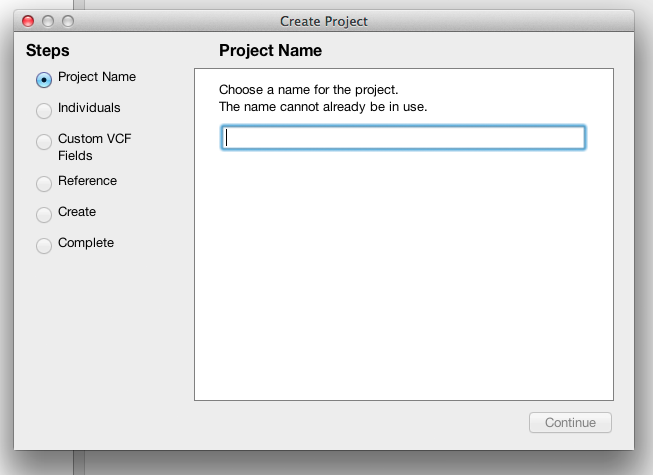 Create Project
Steps
Project Name
Individuals
Custom VCF
Fields
Reference
Create
Complete
Project Name
Choose a name for the project.
The name cannot already be in use.
Continue